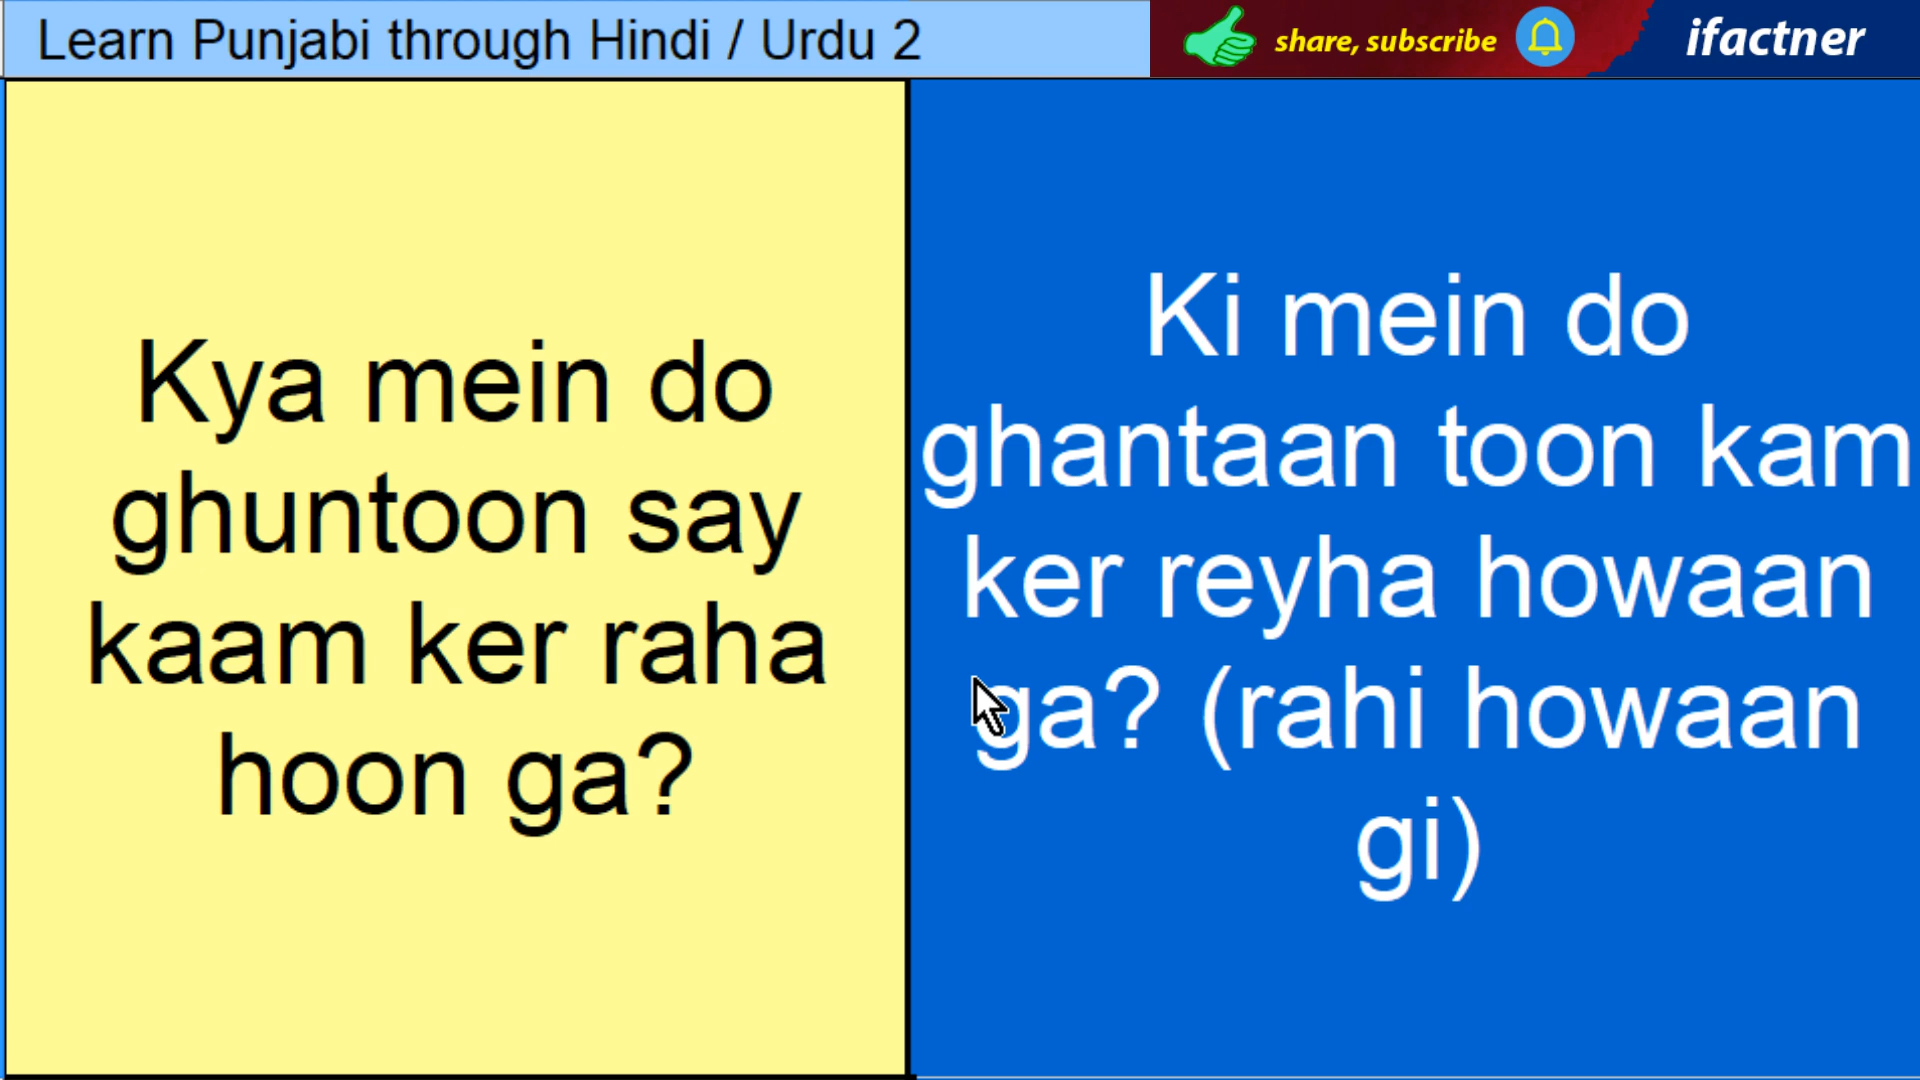 Learn Punjabi through Hindi / Urdu 2
share, subscribe
ifactner
Kya mein do
ghuntoon say
kaam ker raha
hoon ga?
Ki mein do
ghantaan toon kam
ker reyha howaan
ga? (rahi howaan
gi)